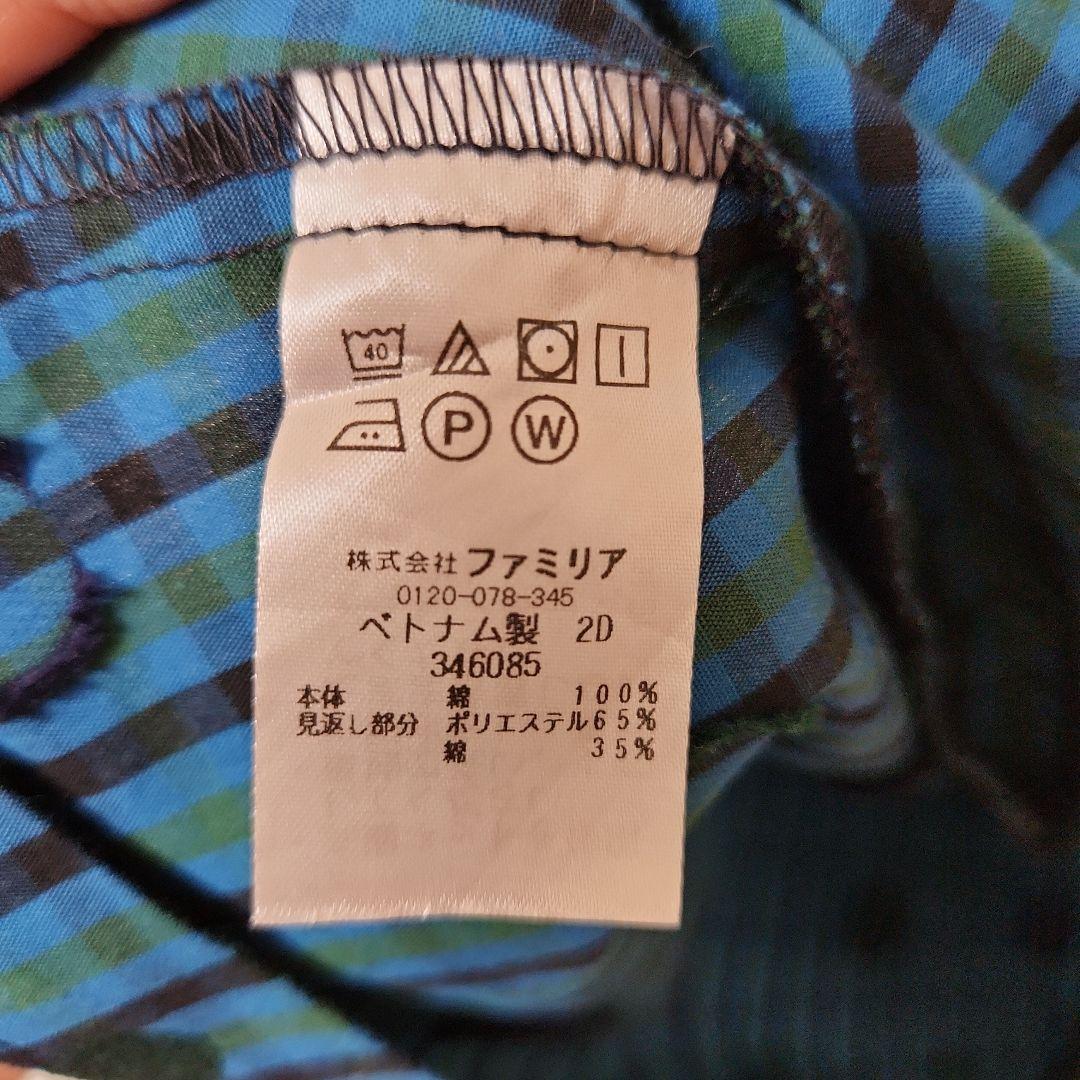 40
P W
株式会社 ファミリア
0120-078-345
ベトナム製 2D
346085
本体 綿 100%
見返し部分 ポリエステル65%
綿 35%